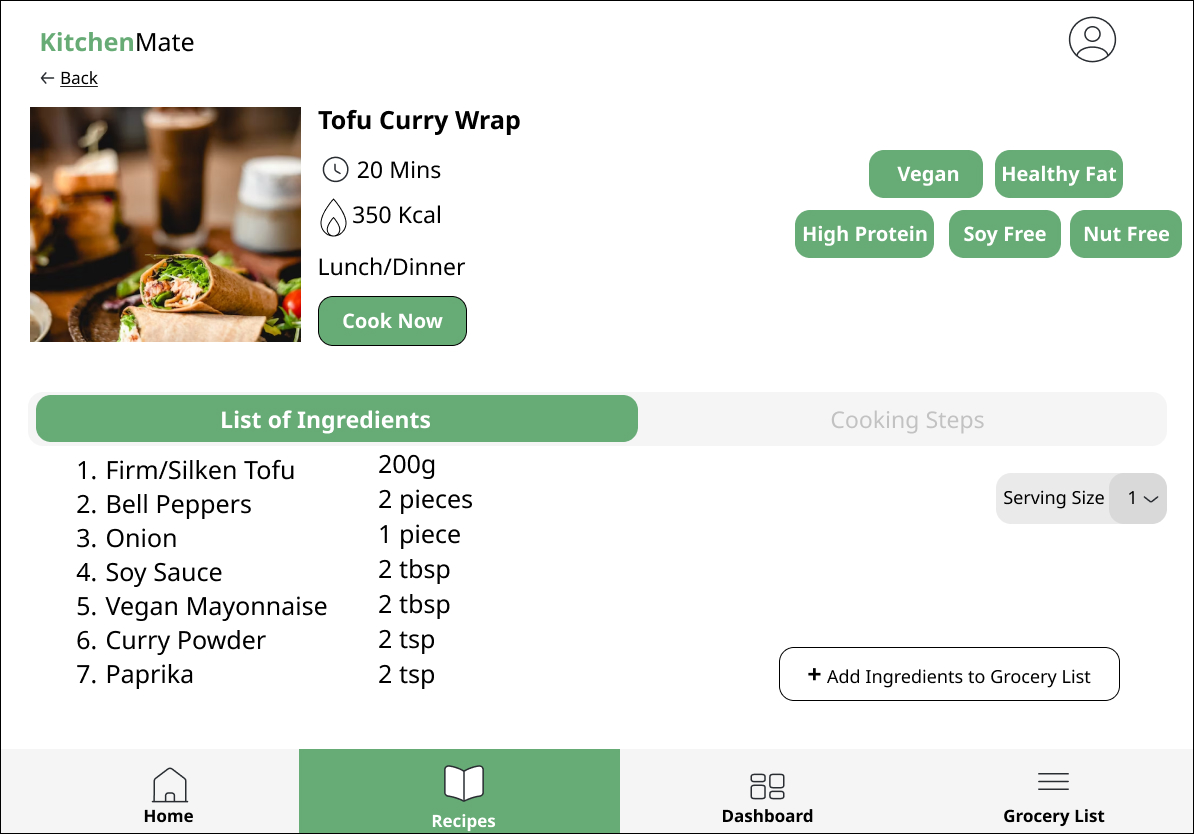 KitchenMate
← Back
Tofu Curry Wrap
20 Mins
350 Kcal
Lunch/Dinner
Cook Now
Vegan
Healthy Fat
High Protein
Soy Free
Nut Free
List of Ingredients
Cooking Steps
1. Firm/Silken Tofu 200g
2. Bell Peppers 2 pieces
3. Onion 1 piece
4. Soy Sauce 2 tbsp
5. Vegan Mayonnaise 2 tbsp
6. Curry Powder 2 tsp
7. Paprika 2 tsp
Serving Size 1
+ Add Ingredients to Grocery List
Home
Recipes
Dashboard
Grocery List